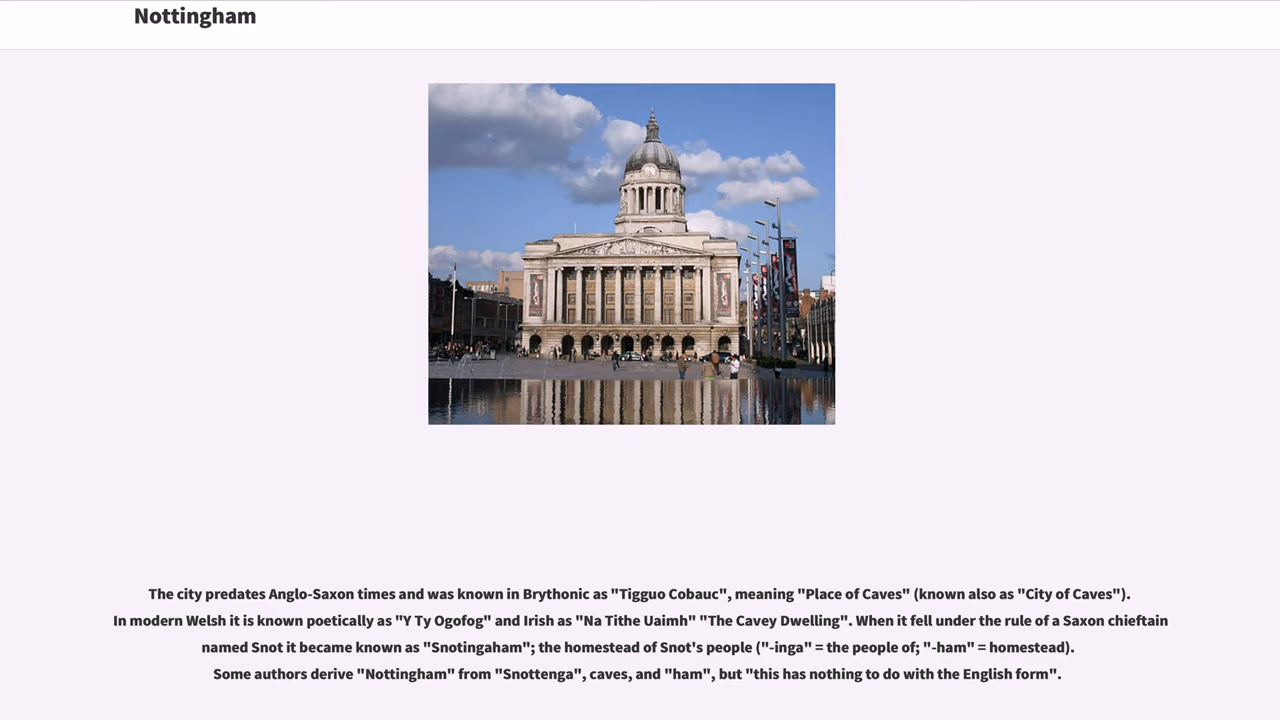 Nottingham
The city predates Anglo-Saxon times and was known in Brythonic as "Tigguo Cobauc", meaning "Place of Caves" (known also as "City of Caves").
In modern Welsh it is known poetically as "Y Ty Ogofog" and Irish as "Na Tithe Uaimh" "The Cavey Dwelling". When it fell under the rule of a Saxon chieftain
named Snot it became known as "Snotingaham"; the homestead of Snot's people ("-inga" = the people of; "-ham" = homestead).
Some authors derive "Nottingham" from "Snottenga", caves, and "ham", but "this has nothing to do with the English form".